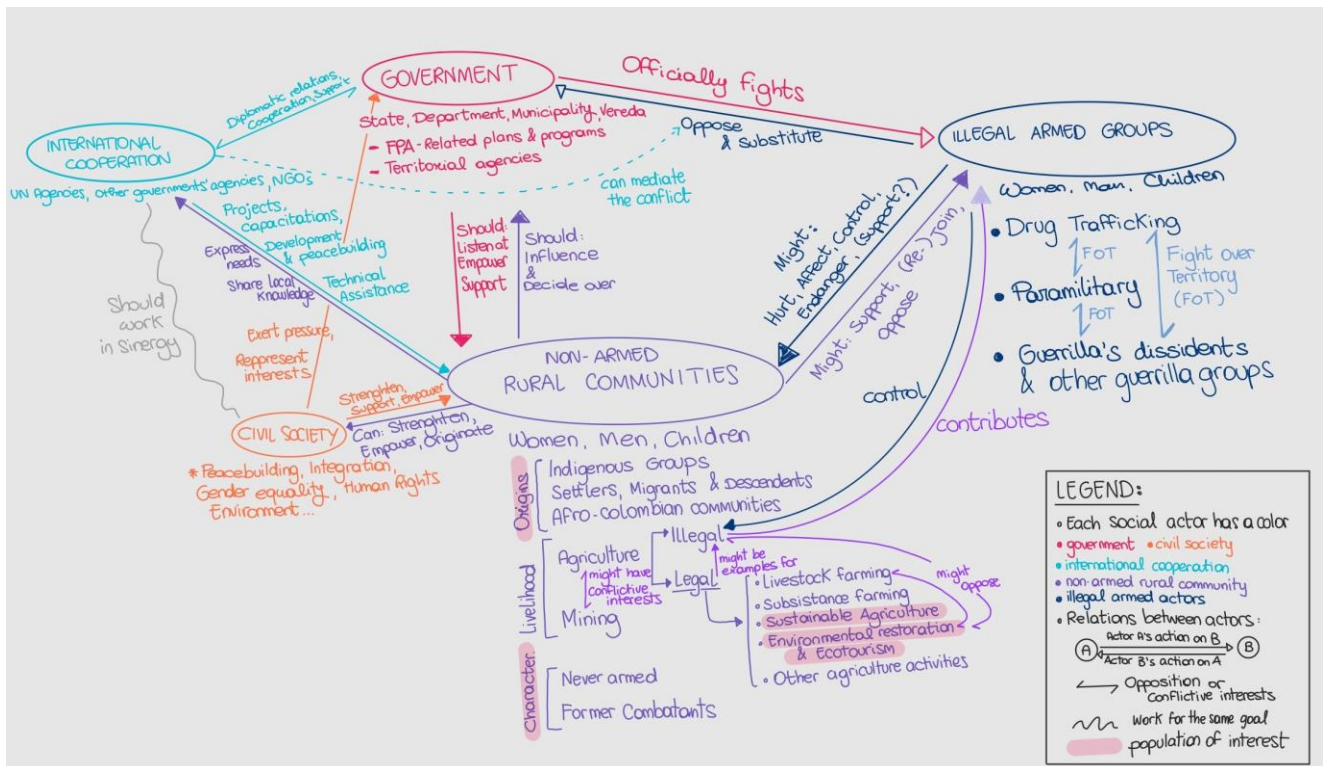 GOVERNMENT
State, Department, Municipality, Vereda
- FPA-Related plans & programs
- Territorial agencies
Officially fights
Oppose
& substitute
ILLEGAL ARMED GROUPS
Women, Man, Children
• Drug Trafficking
FOT
• Paramilitary
FOT
• Guerrilla's dissidents
& other guerrilla groups
Fight over
Territory
(FOT)
Diplomatic relations,
Cooperation, Support
INTERNATIONAL
COOPERATION
UN Agencies, Other governments' agencies, NGOs
can mediate
the conflict
Projects,
capacitations,
Development
& peacebuilding
Technical
Assistance
Express
needs
Share local
Knowledge
Should
work
in Sinergy
Exert pressure,
Reppresent
interests
Should:
Listen at
Empower
Support
Should:
Influence
&
Decide over
Might:
Hurt, Affect, Control,
Endanger, (Support?)
Might: Support, (Re-) Join,
oppose
control
contributes
CIVIL SOCIETY
* Peacebuilding, Integration,
Gender equality, Human Rights
Environment...
Strenghten,
Support, Empower
Can: Strenghten,
Empower, Originate
NON-ARMED
RURAL COMMUNITIES
Women, Men, Children
Origins
Indigenous Groups
Settlers, Migrants & Descendents
Afro-colombian communities
Livelihood
Agriculture
might have
conflictive
interests
Mining
Illegal
might be
examples for
Legal
• Livestock farming
• Subsistance farming
• Sustainable Agriculture
• Environmental restoration
& Ecotourism
• Other agriculture activities
might
oppose
Character
Never armed
Former Combatants
LEGEND:
• Each social actor has a color
• government • civil society
• international cooperation
• non-armed rural community
• illegal armed actors
• Relations between actors:
A
Actor A's action on B
Actor B's action on A
B
Opposition or
Conflictive interests
Work for the same goal
population of interest